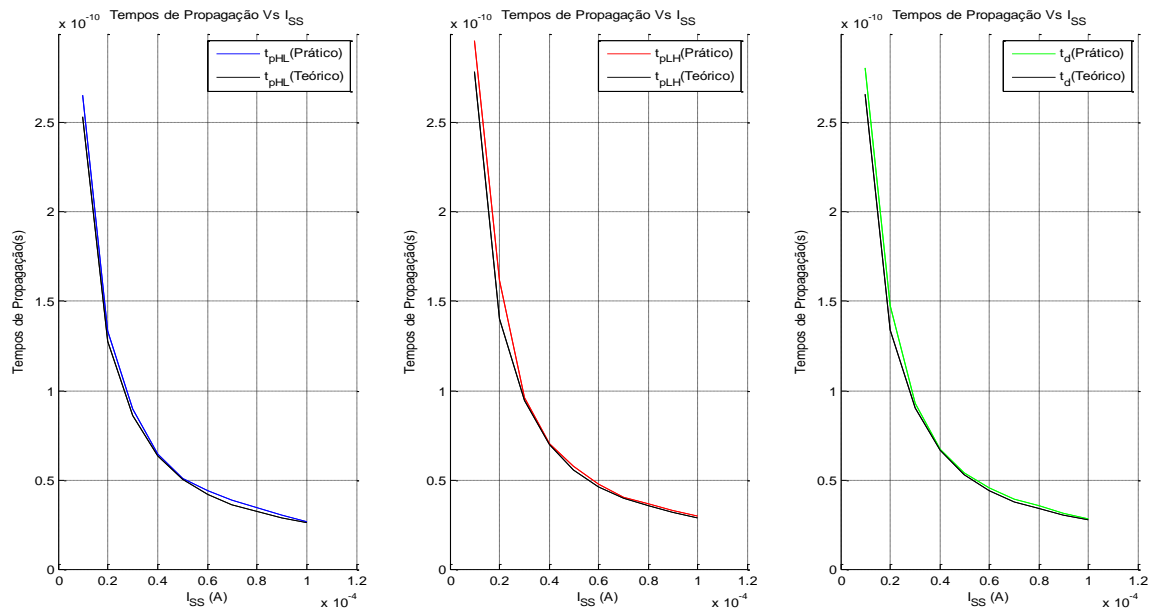 x 10^-10
Tempos de Propagação Vs I_SS
t_pHL(Prático)
t_pHL(Teórico)
2.5
2
1.5
1
0.5
0
Tempos de Propagação(s)
0 0.2 0.4 0.6 0.8 1 1.2
I_SS (A)
x 10^-4
x 10^-10
Tempos de Propagação Vs I_SS
t_pLH(Prático)
t_pLH(Teórico)
2.5
2
1.5
1
0.5
0
Tempos de Propagação(s)
0 0.2 0.4 0.6 0.8 1 1.2
I_SS (A)
x 10^-4
x 10^-10
Tempos de Propagação Vs I_SS
t_d(Prático)
t_d(Teórico)
2.5
2
1.5
1
0.5
0
Tempos de Propagação(s)
0 0.2 0.4 0.6 0.8 1 1.2
I_SS (A)
x 10^-4